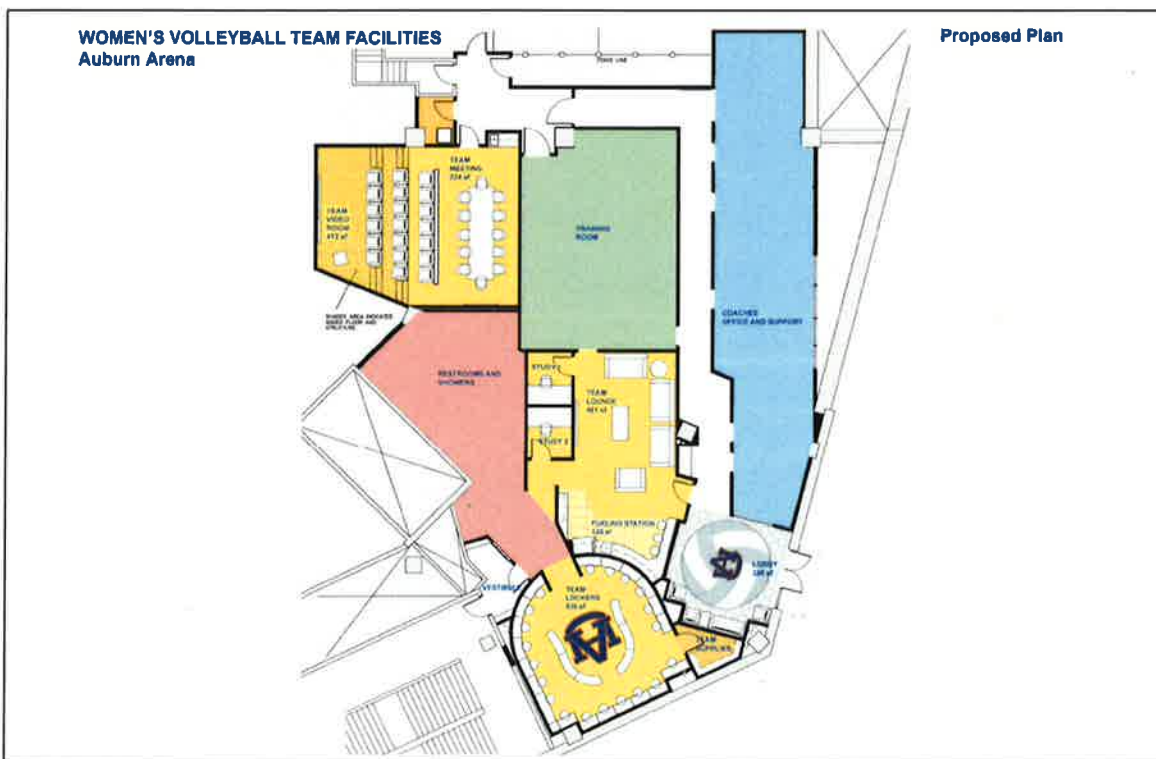 WOMEN'S VOLLEYBALL TEAM FACILITIES
Auburn Arena
Proposed Plan
TEAM
MEETING
TEAM
VIDEO
ROOM
TRAINING
ROOM
COACHES
OFFICE AND SUPPORT
RESTROOMS AND
SHOWERS
STUDY
TEAM
LOUNGE
STUDY 2
FUELING STATION
LOBBY
VESTIBULE
TEAM
LOCKERS
AU
TEAM
SUPPLIES